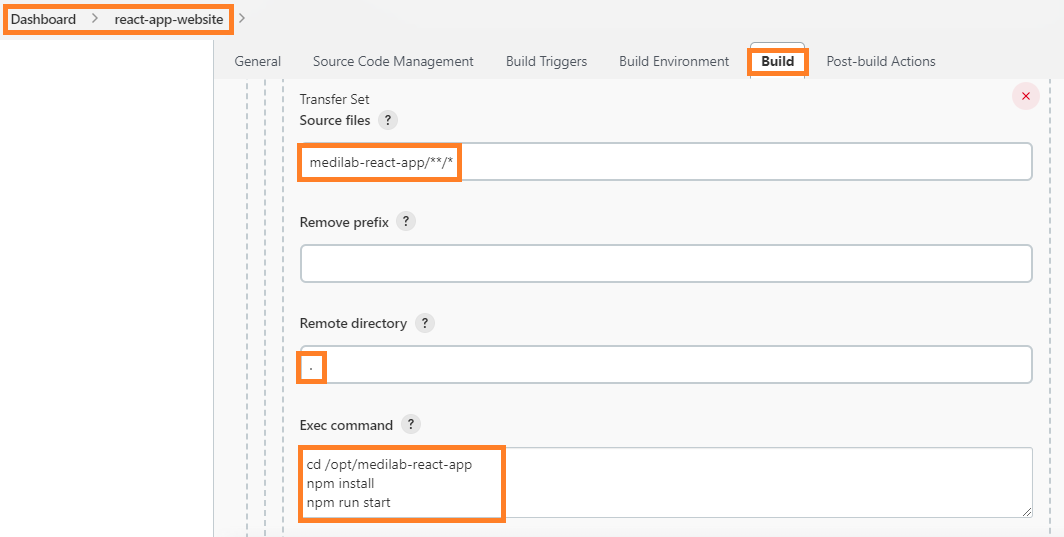 Dashboard > react-app-website >
General Source Code Management Build Triggers Build Environment Build Post-build Actions
Transfer Set
Source files ?
medilab-react-app/**/*
Remove prefix ?
Remote directory ?
.
Exec command ?
cd /opt/medilab-react-app
npm install
npm run start